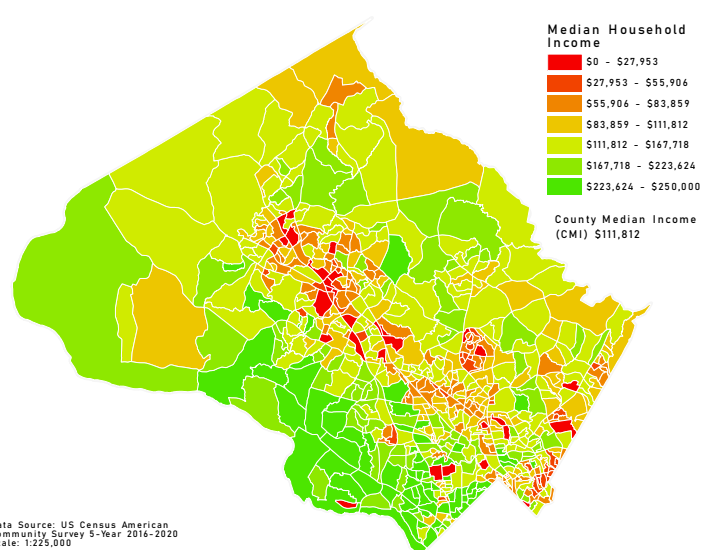 Median Household
Income
$0 - $27,953
$27,953 - $55,906
$55,906 - $83,859
$83,859 - $111,812
$111,812 - $167,718
$167,718 - $223,624
$223,624 - $250,000
County Median Income
(CMI) $111,812
ata Source: US Census American
ommunity Survey 5-Year 2016-2020
cale: 1:225,000